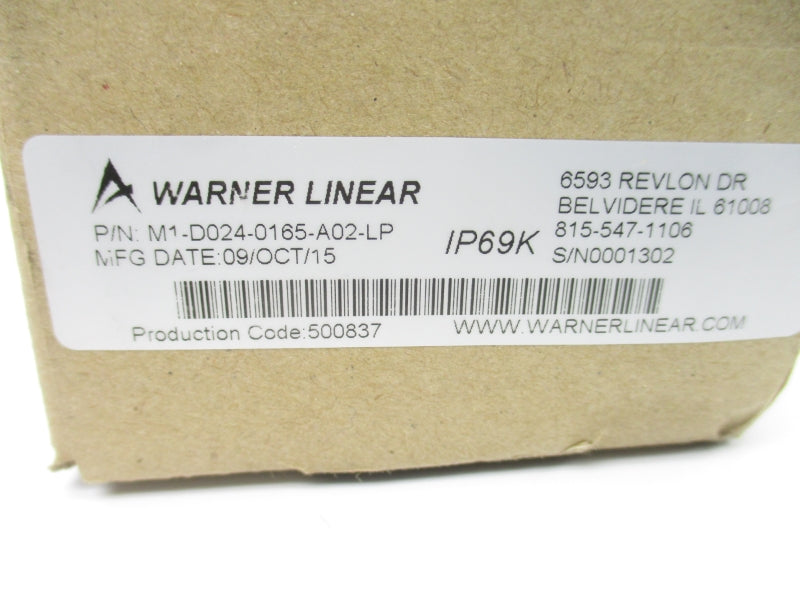 WARNER LINEAR
P/N: M1-D024-0165-A02-LP
MFG DATE:09/OCT/15
IP69K
6593 REVLON DR
BELVIDERE IL 61008
815-547-1106
S/N0001302
Production Code:500837
WWW.WARNERLINEAR.COM